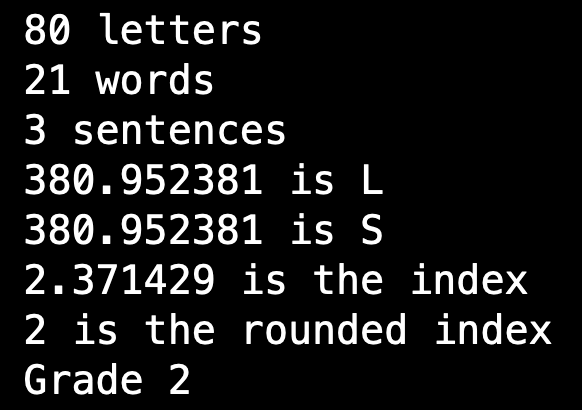 80 letters
21 words
3 sentences
380.952381 is L
380.952381 is S
2.371429 is the index
2 is the rounded index
Grade 2